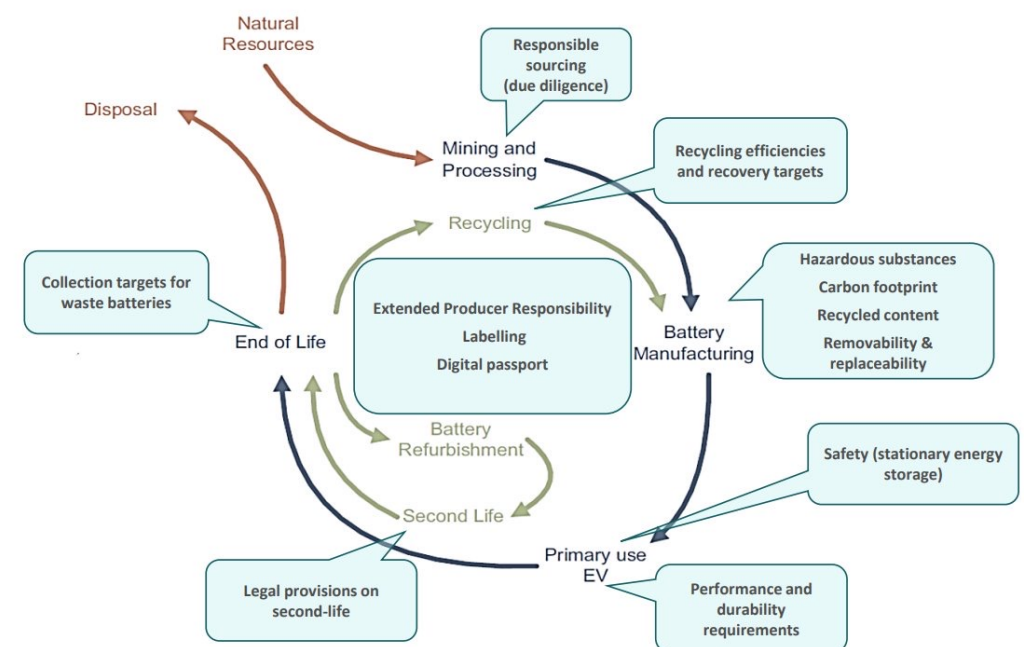 Natural
Resources
Responsible
sourcing
(due diligence)
Disposal
Mining and
Processing
Recycling efficiencies
and recovery targets
Recycling
Collection targets for
waste batteries
Hazardous substances
Carbon footprint
Recycled content
Removability &
replaceability
Extended Producer Responsibility
Labelling
Digital passport
End of Life
Battery
Manufacturing
Battery
Refurbishment
Safety (stationary energy
storage)
Second Life
Primary use
EV
Legal provisions on
second-life
Performance and
durability
requirements